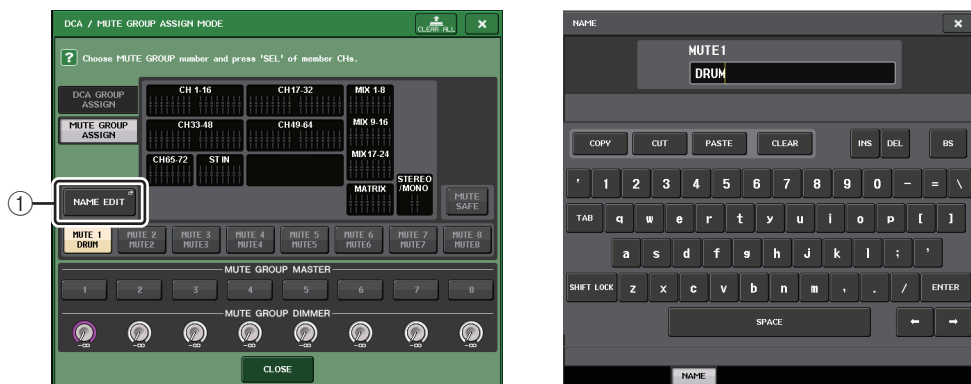 DCA / MUTE GROUP ASSIGN MODE
CLEAR ALL
×
? Choose MUTE GROUP number and press 'SEL' of member CHs.
DCA GROUP ASSIGN
MUTE GROUP ASSIGN
CH 1-16
CH17-32
MIX 1-8
CH33-48
CH49-64
MIX 9-16
CH65-72
ST IN
MIX17-24
STEREO /MONO
MATRIX
1
NAME EDIT
MUTE SAFE
MUTE 1 DRUM
MUTE 2 MUTE2
MUTE 3 MUTE3
MUTE 4 MUTE4
MUTE 5 MUTE5
MUTE 6 MUTE6
MUTE 7 MUTE7
MUTE 8 MUTE8
MUTE GROUP MASTER
1 2 3 4 5 6 7 8
MUTE GROUP DIMMER
-∞ -∞ -∞ -∞ -∞ -∞ -∞ -∞
CLOSE
NAME
×
MUTE1
DRUM
COPY CUT PASTE CLEAR INS DEL BS
' 1 2 3 4 5 6 7 8 9 0 - = \
TAB q w e r t y u i o p [ ]
a s d f g h j k l ; '
SHIFT LOCK z x c v b n m , . / ENTER
SPACE ← →
NAME